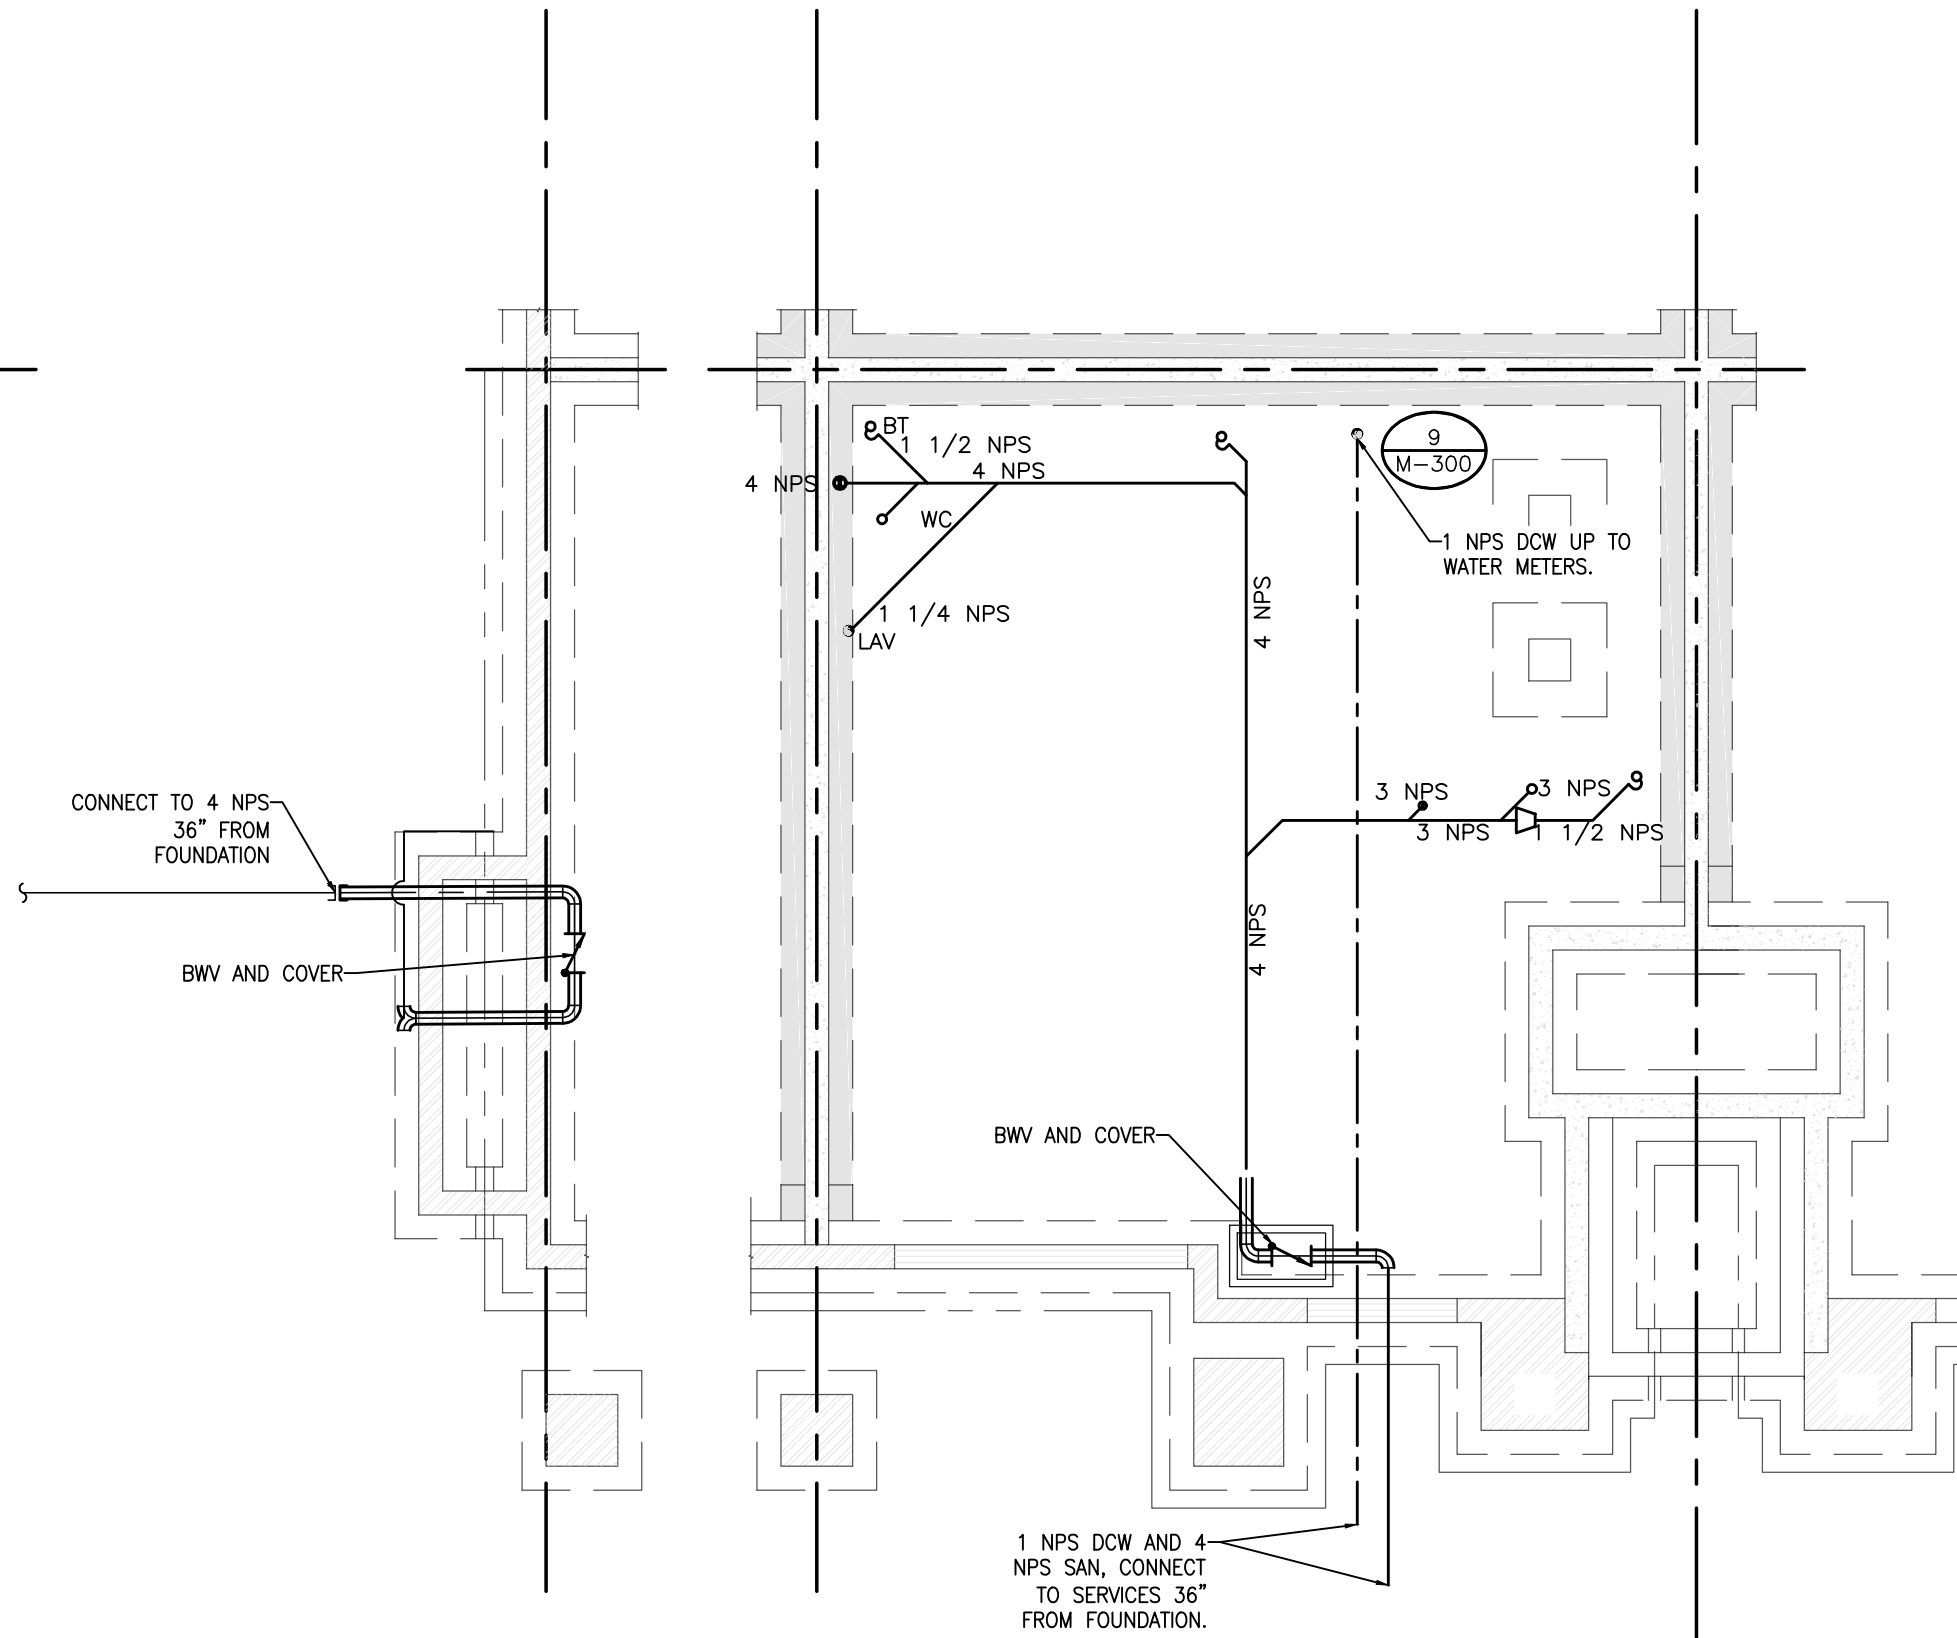 BT
1 1/2 NPS
4 NPS
4 NPS
WC
1 1/4 NPS
LAV
9
M-300
1 NPS DCW UP TO
WATER METERS.
4 NPS
CONNECT TO 4 NPS
36" FROM
FOUNDATION
3 NPS
3 NPS
3 NPS
1 1/2 NPS
4 NPS
BWV AND COVER
BWV AND COVER
1 NPS DCW AND 4
NPS SAN, CONNECT
TO SERVICES 36"
FROM FOUNDATION.